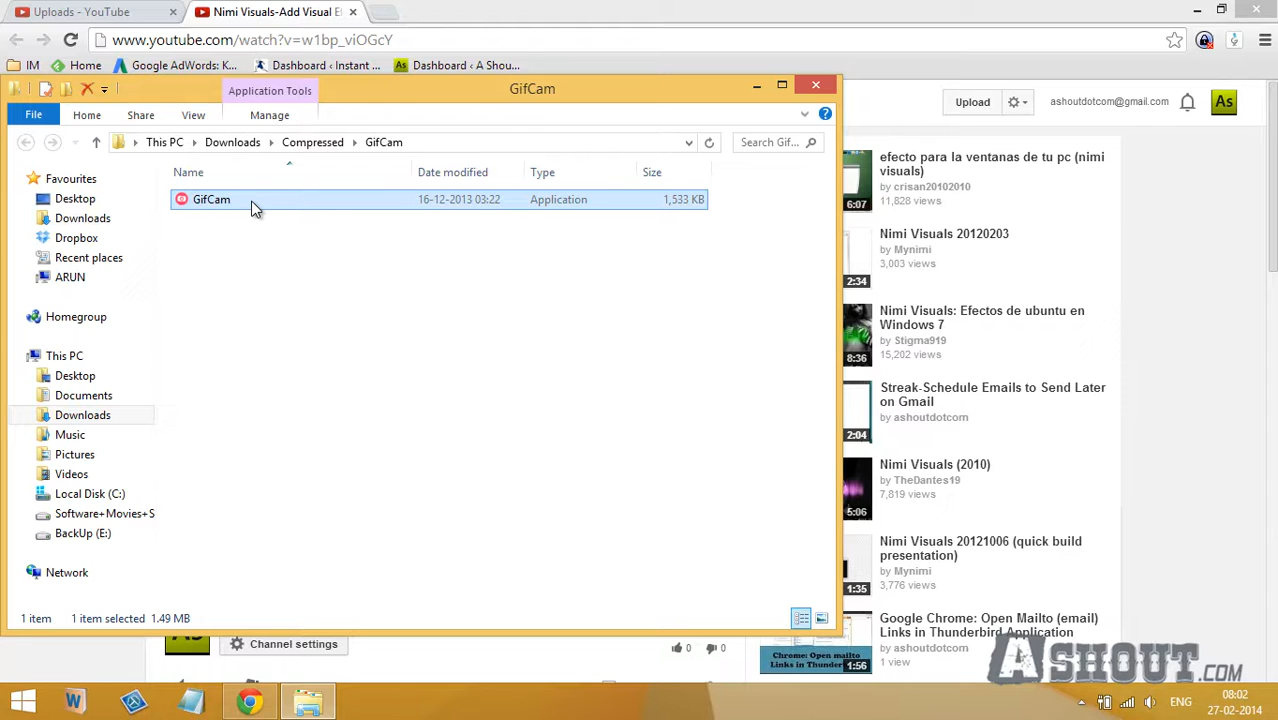 Uploads - YouTube
Nimi Visuals-Add Visual E
www.youtube.com/watch?v=w1bp_viOGcY
IM
Home
Google AdWords: K...
Dashboard ‹ Instant ...
Dashboard ‹ A Shou...
Application Tools
GifCam
File
Home
Share
View
Manage
This PC
Downloads
Compressed
GifCam
Search Gif...
Name
Date modified
Type
Size
GifCam
16-12-2013 03:22
Application
1,533 KB
Favourites
Desktop
Downloads
Dropbox
Recent places
ARUN
Homegroup
This PC
Desktop
Documents
Downloads
Music
Pictures
Videos
Local Disk (C:)
Software+Movies+S
BackUp (E:)
Network
1 item
1 item selected 1.49 MB
Upload
ashoutdotcom@gmail.com
As
efecto para la ventanas de tu pc (nimi
visuals)
by crisan20102010
11,828 views
6:07
Nimi Visuals 20120203
by Mynimi
3,003 views
2:34
Nimi Visuals: Efectos de ubuntu en
Windows 7
by Stigma919
15,202 views
8:36
Streak-Schedule Emails to Send Later
on Gmail
by ashoutdotcom
2:04
Nimi Visuals (2010)
by TheDantes19
7,819 views
5:06
Nimi Visuals 20121006 (quick build
presentation)
by Mynimi
3,776 views
1:35
Google Chrome: Open Mailto (email)
Links in Thunderbird Application
by ashoutdotcom
1 view
Chrome: Open mailto
Links in Thunderb
1:56
Channel settings
0
0
AShout.com
ENG
08:02
27-02-2014